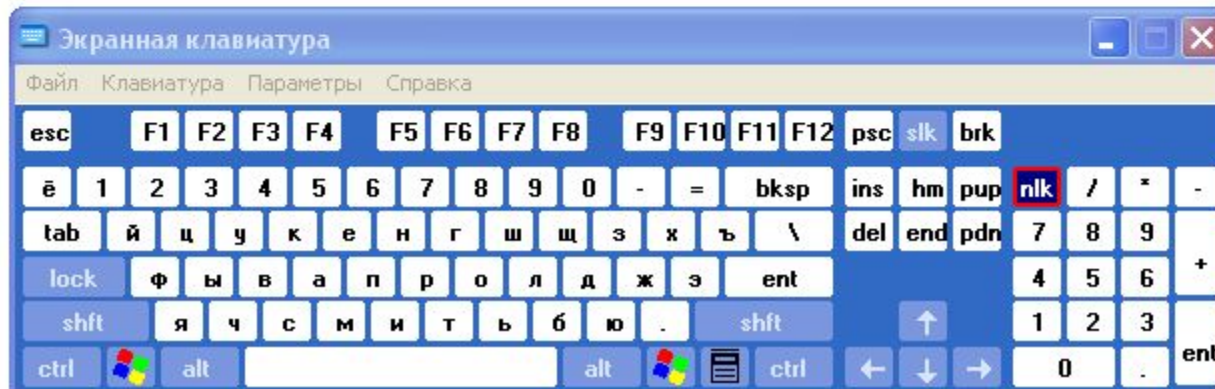 Экранная клавиатура
Файл Клавиатура Параметры Справка
esc F1 F2 F3 F4 F5 F6 F7 F8 F9 F10 F11 F12 psc slk brk
ё 1 2 3 4 5 6 7 8 9 0 - = bksp ins hm pup nlk / * -
tab й ц у к е н г ш щ з х ъ \ del end pdn 7 8 9
lock ф ы в а п р о л д ж э ent 4 5 6 +
shft я ч с м и т ь б ю . shft ↑ 1 2 3
ctrl alt alt ctrl ← ↓ → 0 . ent